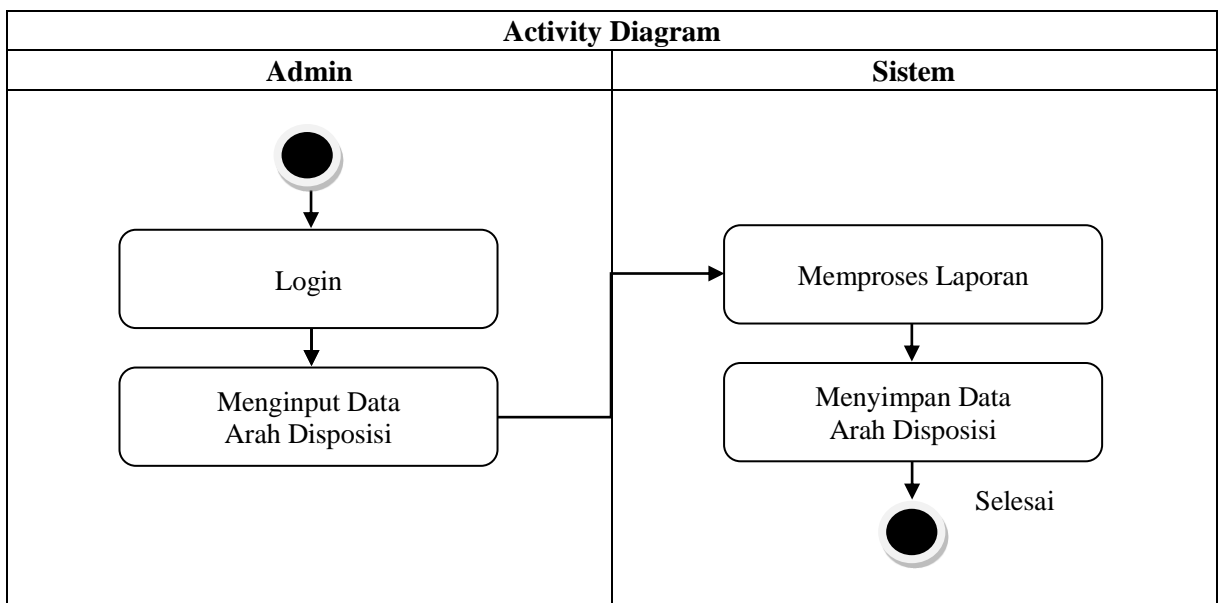 Activity Diagram
Admin
Sistem
Login
Menginput Data
Arah Disposisi
Memproses Laporan
Menyimpan Data
Arah Disposisi
Selesai